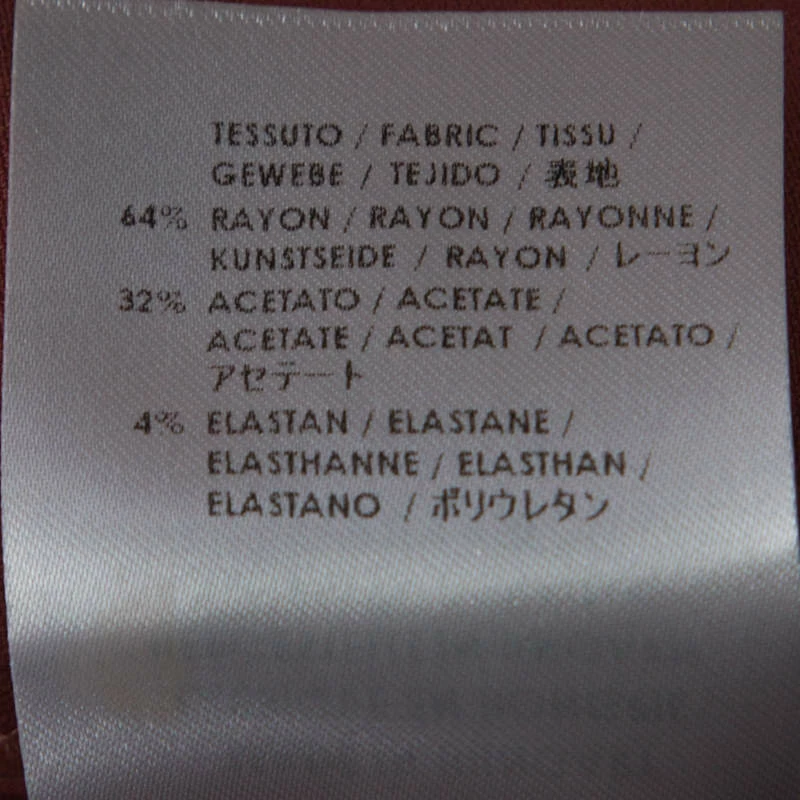 TESSUTO / FABRIC / TISSU /
GEWEBE / TEJIDO / 表地
64% RAYON / RAYON / RAYONNE /
KUNSTSEIDE / RAYON / レーヨン
32% ACETATO / ACETATE /
ACETATE / ACETAT / ACETATO /
アセテート
4% ELASTAN / ELASTANE /
ELASTHANNE / ELASTHAN /
ELASTANO / ポリウレタン